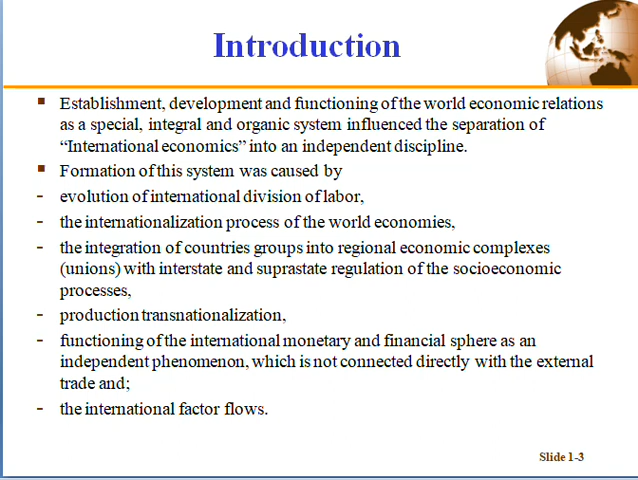 Introduction
▪ Establishment, development and functioning of the world economic relations
as a special, integral and organic system influenced the separation of
“International economics” into an independent discipline.
▪ Formation of this system was caused by
- evolution of international division of labor,
- the internationalization process of the world economies,
- the integration of countries groups into regional economic complexes
(unions) with interstate and suprastate regulation of the socioeconomic
processes,
- production transnationalization,
- functioning of the international monetary and financial sphere as an
independent phenomenon, which is not connected directly with the external
trade and;
- the international factor flows.
Slide 1-3